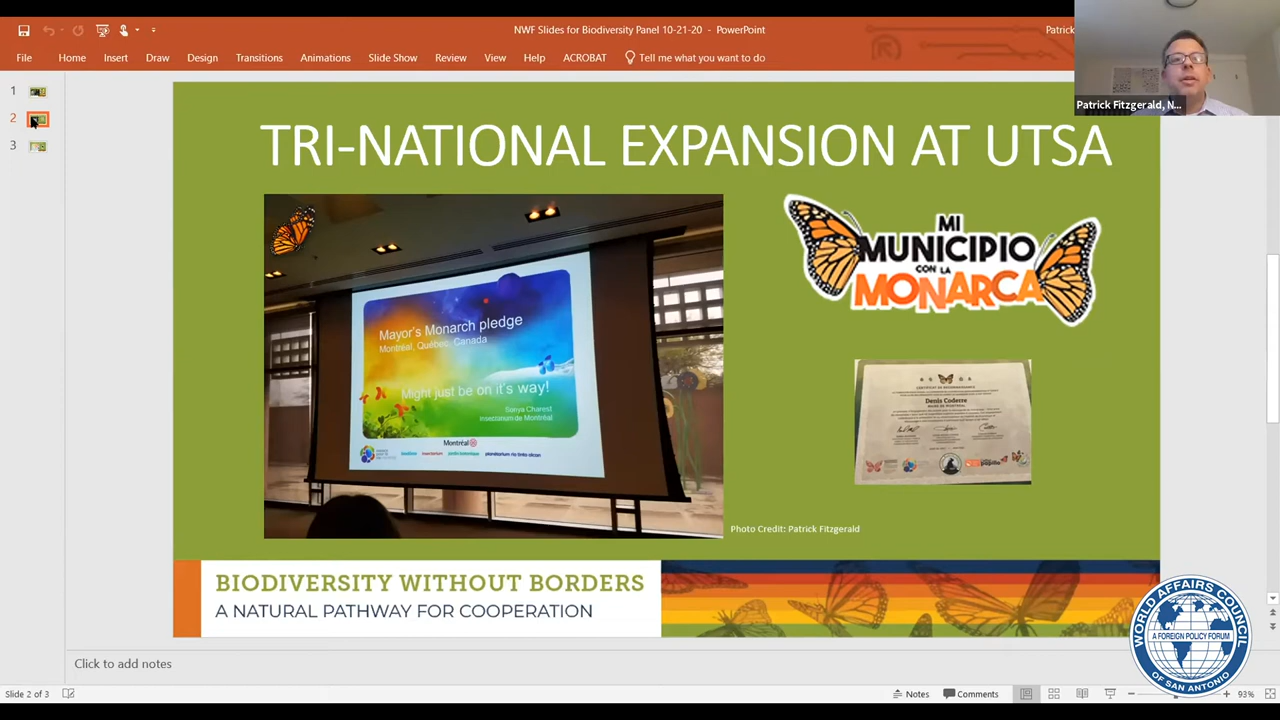 NWF Slides for Biodiversity Panel 10-21-20 - PowerPoint
Patrick
File Home Insert Draw Design Transitions Animations Slide Show Review View Help ACROBAT Tell me what you want to do
Patrick Fitzgerald, N...
1
2
3
TRI-NATIONAL EXPANSION AT UTSA
Mayor's Monarch pledge
Montréal, Québec, Canada
Might just be on it's way!
Sonya Charest
Insectarium de Montréal
Montréal
MI
MUNICIPIO
CON LA
MONARCA
Denis Coderre
Photo Credit: Patrick Fitzgerald
BIODIVERSITY WITHOUT BORDERS
A NATURAL PATHWAY FOR COOPERATION
WORLD AFFAIRS COUNCIL
A FOREIGN POLICY FORUM
OF SAN ANTONIO
Click to add notes
Slide 2 of 3 Notes Comments 93%